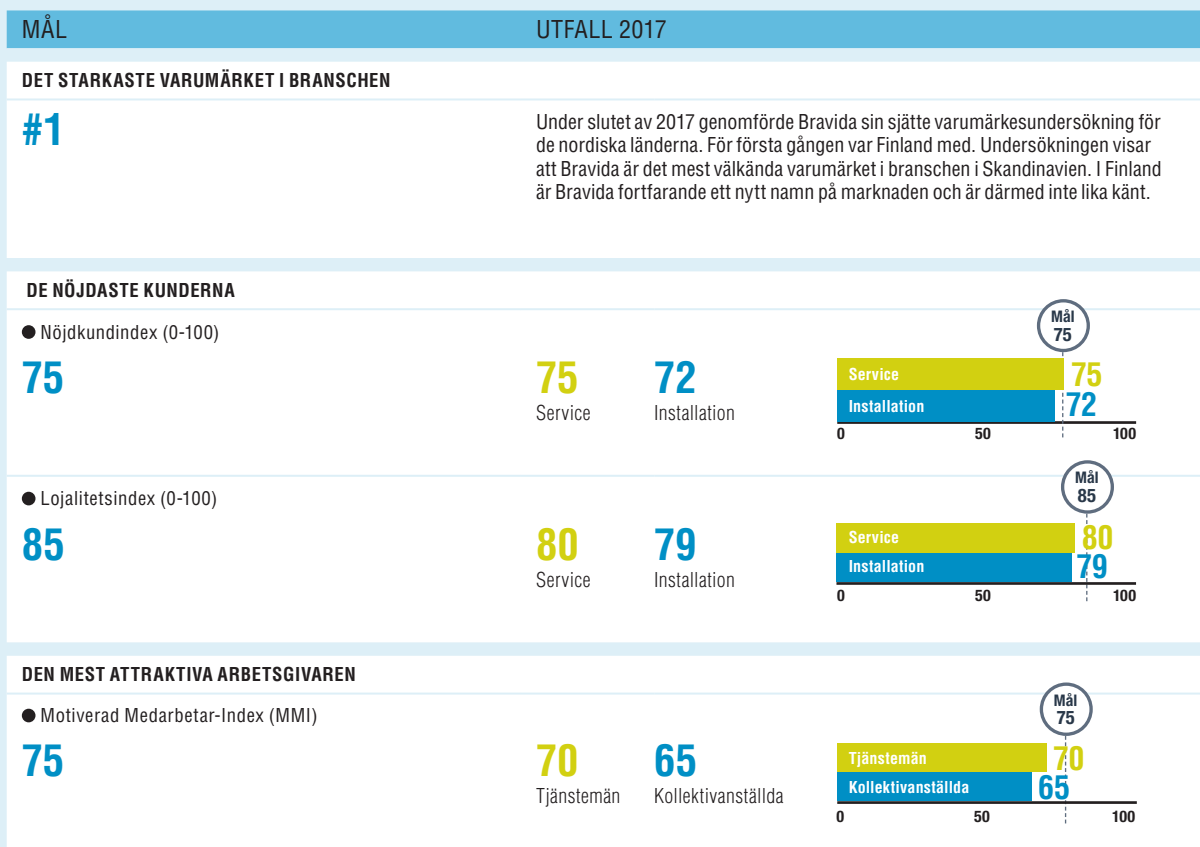 MÅL UTFALL 2017
DET STARKASTE VARUMÄRKET I BRANSCHEN
#1
Under slutet av 2017 genomförde Bravida sin sjätte varumärkesundersökning för
de nordiska länderna. För första gången var Finland med. Undersökningen visar
att Bravida är det mest välkända varumärket i branschen i Skandinavien. I Finland
är Bravida fortfarande ett nytt namn på marknaden och är därmed inte lika känt.
DE NÖJDASTE KUNDERNA
● Nöjdkundindex (0-100)
75
75 72
Service Installation
Mål
75
Service 75
Installation 72
0 50 100
● Lojalitetsindex (0-100)
85
80 79
Service Installation
Mål
85
Service 80
Installation 79
0 50 100
DEN MEST ATTRAKTIVA ARBETSGIVAREN
● Motiverad Medarbetar-Index (MMI)
75
70 65
Tjänstemän Kollektivanställda
Mål
75
Tjänstemän 70
Kollektivanställda 65
0 50 100